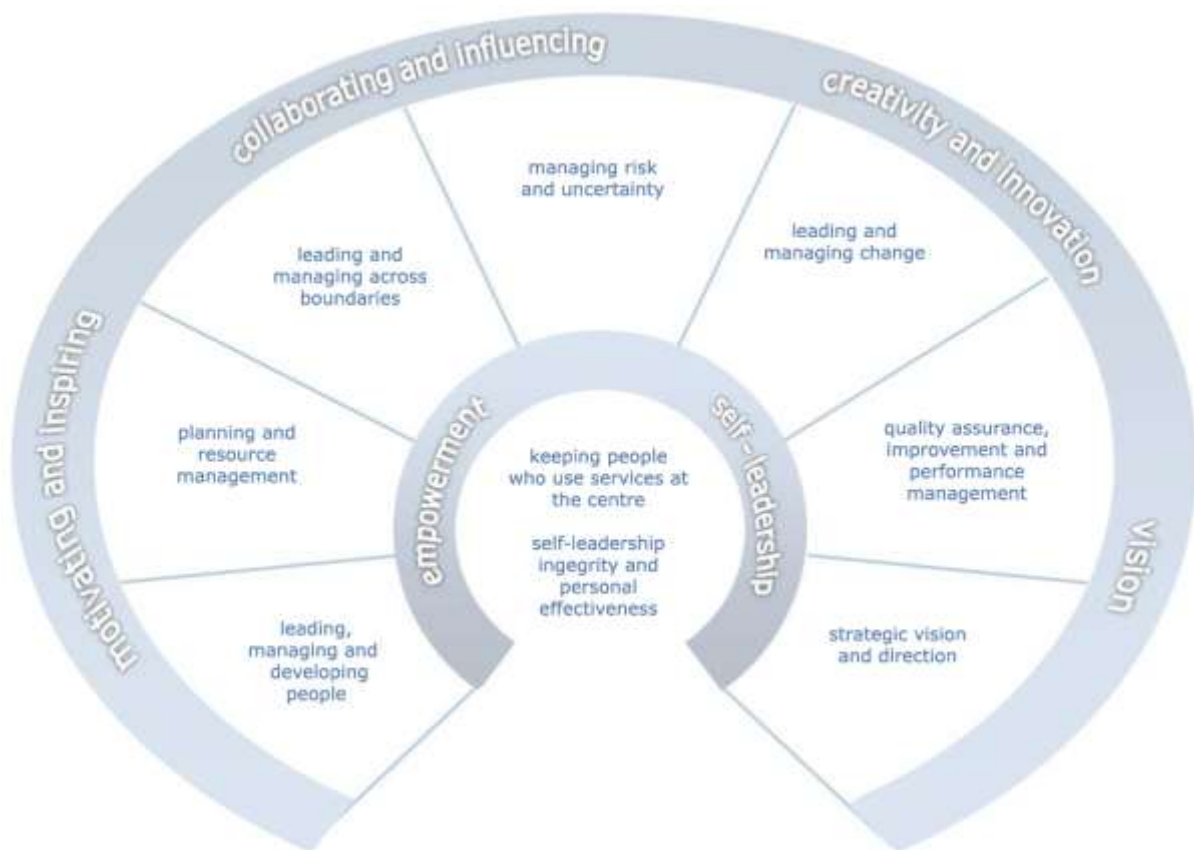 collaborating and influencing
creativity and innovation
managing risk
and uncertainty
leading and
managing across
boundaries
leading and
managing change
motivating and inspiring
planning and
resource
management
empowerment
self-leadership
keeping people
who use services at
the centre
self-leadership
ingegrity and
personal
effectiveness
quality assurance,
improvement and
performance
management
vision
leading,
managing and
developing
people
strategic vision
and direction